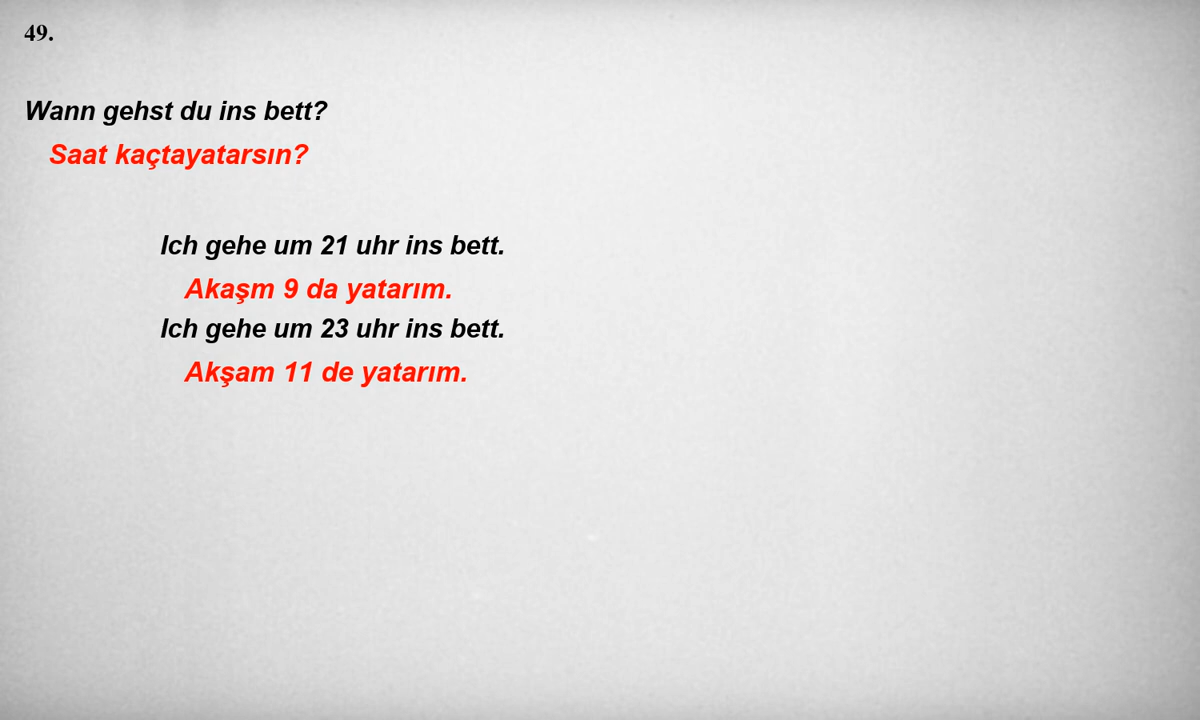 49.
Wann gehst du ins bett?
Saat kaçtayatarsın?
Ich gehe um 21 uhr ins bett.
Akaşm 9 da yatarım.
Ich gehe um 23 uhr ins bett.
Akşam 11 de yatarım.